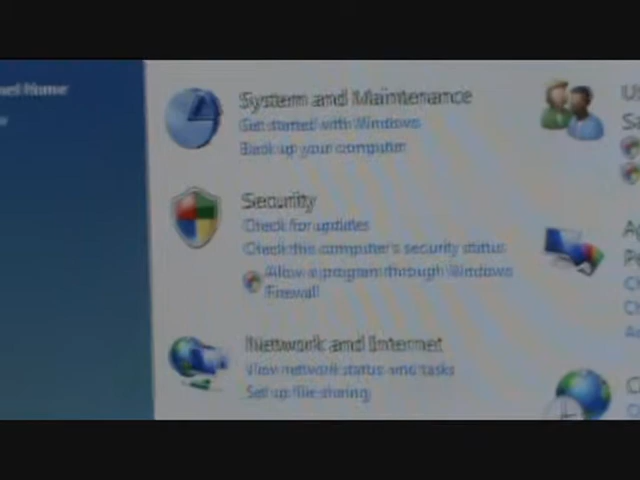 System and Maintenance
Get started with Windows
Back up your computer
Security
Check for updates
Check this computer's security status
Allow a program through Windows
Firewall
Network and Internet
View network status and tasks
Set up file sharing